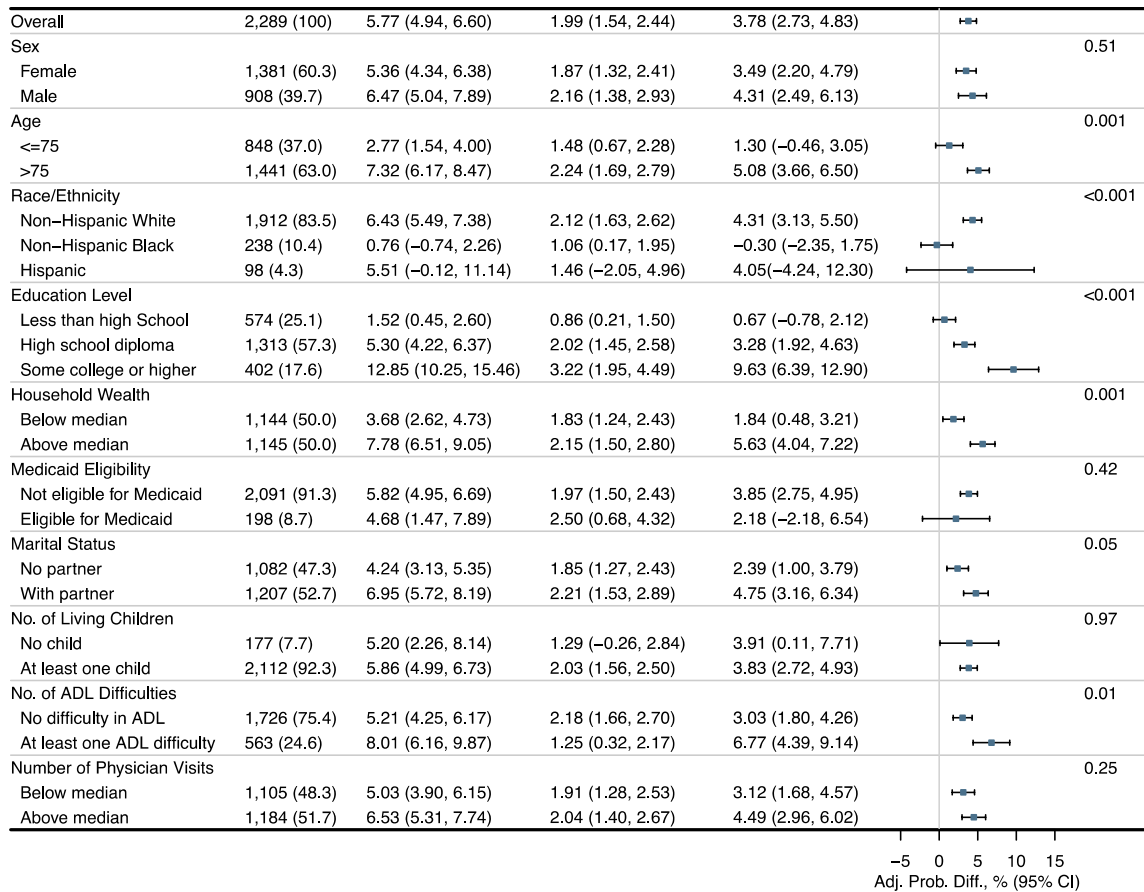 Overall 2,289 (100) 5.77 (4.94, 6.60) 1.99 (1.54, 2.44) 3.78 (2.73, 4.83)
Sex 0.51
Female 1,381 (60.3) 5.36 (4.34, 6.38) 1.87 (1.32, 2.41) 3.49 (2.20, 4.79)
Male 908 (39.7) 6.47 (5.04, 7.89) 2.16 (1.38, 2.93) 4.31 (2.49, 6.13)
Age 0.001
<=75 848 (37.0) 2.77 (1.54, 4.00) 1.48 (0.67, 2.28) 1.30 (−0.46, 3.05)
>75 1,441 (63.0) 7.32 (6.17, 8.47) 2.24 (1.69, 2.79) 5.08 (3.66, 6.50)
Race/Ethnicity <0.001
Non−Hispanic White 1,912 (83.5) 6.43 (5.49, 7.38) 2.12 (1.63, 2.62) 4.31 (3.13, 5.50)
Non−Hispanic Black 238 (10.4) 0.76 (−0.74, 2.26) 1.06 (0.17, 1.95) −0.30 (−2.35, 1.75)
Hispanic 98 (4.3) 5.51 (−0.12, 11.14) 1.46 (−2.05, 4.96) 4.05(−4.24, 12.30)
Education Level <0.001
Less than high School 574 (25.1) 1.52 (0.45, 2.60) 0.86 (0.21, 1.50) 0.67 (−0.78, 2.12)
High school diploma 1,313 (57.3) 5.30 (4.22, 6.37) 2.02 (1.45, 2.58) 3.28 (1.92, 4.63)
Some college or higher 402 (17.6) 12.85 (10.25, 15.46) 3.22 (1.95, 4.49) 9.63 (6.39, 12.90)
Household Wealth 0.001
Below median 1,144 (50.0) 3.68 (2.62, 4.73) 1.83 (1.24, 2.43) 1.84 (0.48, 3.21)
Above median 1,145 (50.0) 7.78 (6.51, 9.05) 2.15 (1.50, 2.80) 5.63 (4.04, 7.22)
Medicaid Eligibility 0.42
Not eligible for Medicaid 2,091 (91.3) 5.82 (4.95, 6.69) 1.97 (1.50, 2.43) 3.85 (2.75, 4.95)
Eligible for Medicaid 198 (8.7) 4.68 (1.47, 7.89) 2.50 (0.68, 4.32) 2.18 (−2.18, 6.54)
Marital Status 0.05
No partner 1,082 (47.3) 4.24 (3.13, 5.35) 1.85 (1.27, 2.43) 2.39 (1.00, 3.79)
With partner 1,207 (52.7) 6.95 (5.72, 8.19) 2.21 (1.53, 2.89) 4.75 (3.16, 6.34)
No. of Living Children 0.97
No child 177 (7.7) 5.20 (2.26, 8.14) 1.29 (−0.26, 2.84) 3.91 (0.11, 7.71)
At least one child 2,112 (92.3) 5.86 (4.99, 6.73) 2.03 (1.56, 2.50) 3.83 (2.72, 4.93)
No. of ADL Difficulties 0.01
No difficulty in ADL 1,726 (75.4) 5.21 (4.25, 6.17) 2.18 (1.66, 2.70) 3.03 (1.80, 4.26)
At least one ADL difficulty 563 (24.6) 8.01 (6.16, 9.87) 1.25 (0.32, 2.17) 6.77 (4.39, 9.14)
Number of Physician Visits 0.25
Below median 1,105 (48.3) 5.03 (3.90, 6.15) 1.91 (1.28, 2.53) 3.12 (1.68, 4.57)
Above median 1,184 (51.7) 6.53 (5.31, 7.74) 2.04 (1.40, 2.67) 4.49 (2.96, 6.02)
−5 0 5 10 15
Adj. Prob. Diff., % (95% CI)